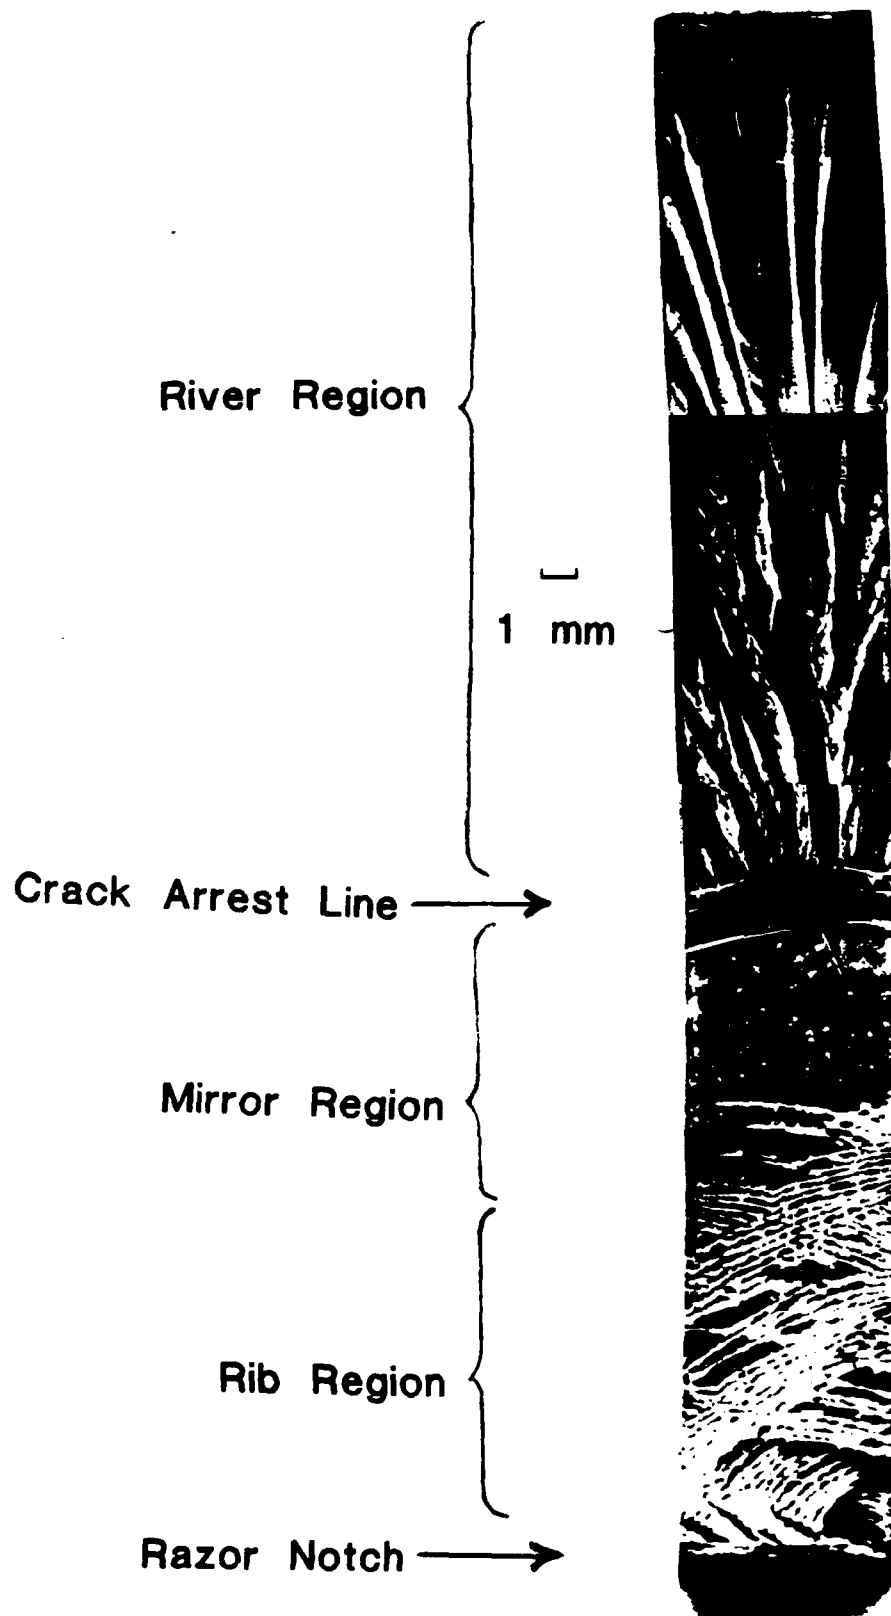 River Region
1 mm
Crack Arrest Line
Mirror Region
Rib Region
Razor Notch